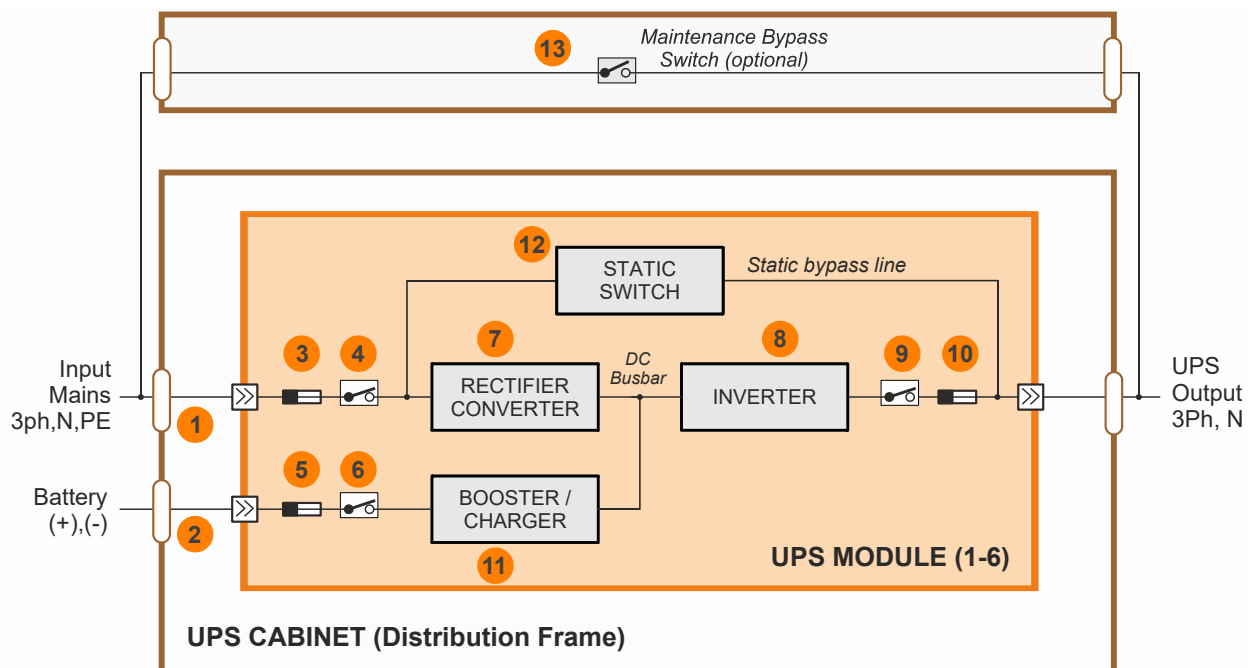 13
Maintenance Bypass
Switch (optional)
12
STATIC
SWITCH
Static bypass line
3
4
7
8
9
10
Input
Mains
3ph,N,PE
1
RECTIFIER
CONVERTER
DC
Busbar
INVERTER
UPS
Output
3Ph, N
5
6
Battery
(+),(-)
2
BOOSTER /
CHARGER
11
UPS MODULE (1-6)
UPS CABINET (Distribution Frame)